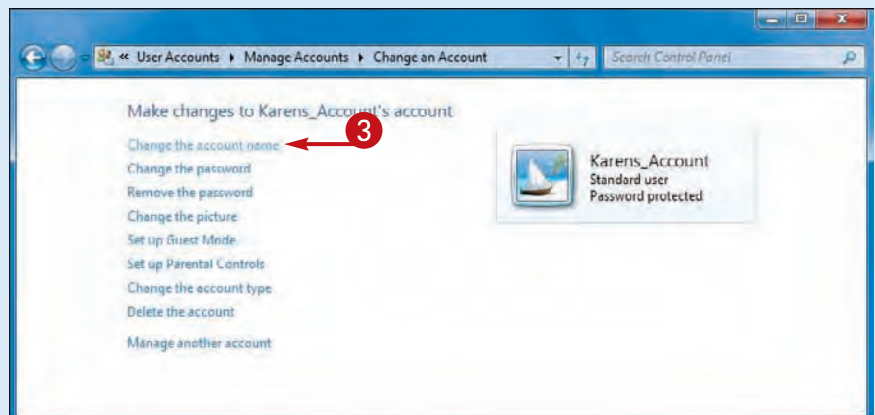 « User Accounts Manage Accounts Change an Account
Search Control Panel
Make changes to Karens_Account's account
3
Change the account name
Change the password
Remove the password
Change the picture
Set up Guest Mode
Set up Parental Controls
Change the account type
Delete the account
Manage another account
Karens_Account
Standard user
Password protected